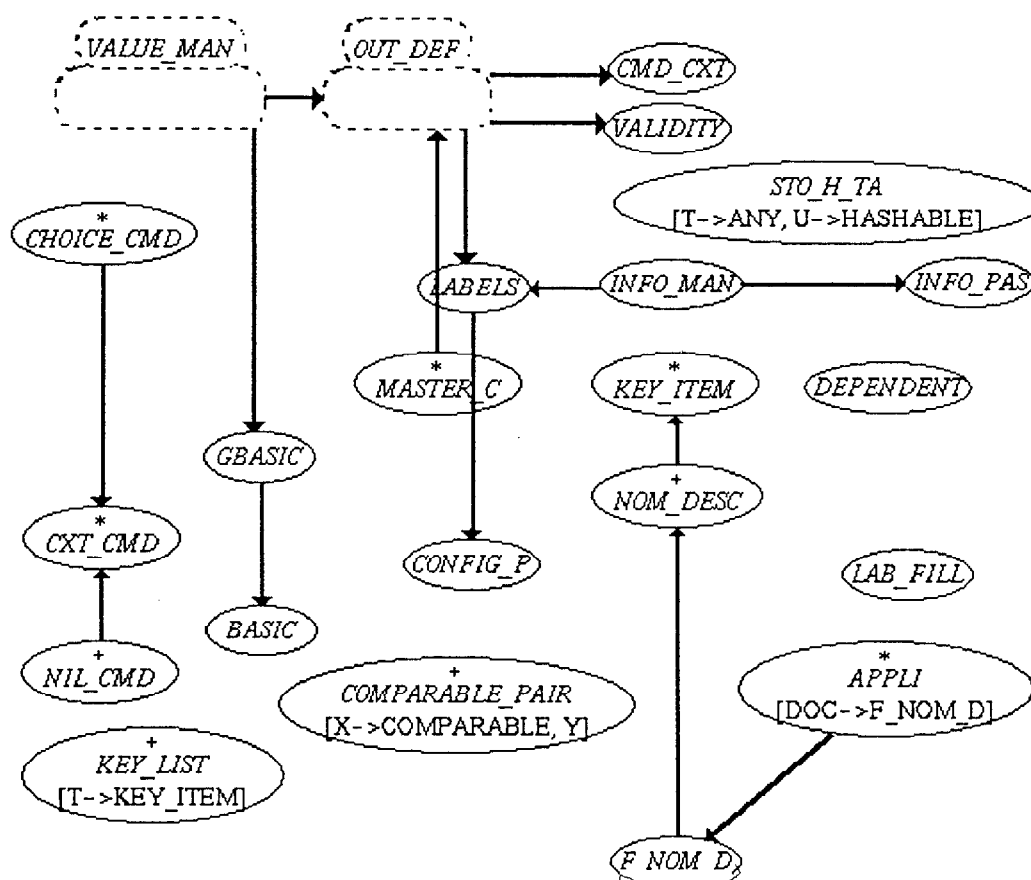 VALUE_MAN
OUT_DEF
CMD_CXT
VALIDITY
STO_H_TA
[T->ANY, U->HASHABLE]
*
CHOICE_CMD
LABELS
INFO_MAN
INFO_PAS
*
MASTER_C
*
KEY_ITEM
DEPENDENT
GBASIC
+
NOM_DESC
*
CXT_CMD
CONFIG_P
LAB_FILL
BASIC
+
NIL_CMD
+
COMPARABLE_PAIR
[X->COMPARABLE, Y]
*
APPLI
[DOC->F_NOM_D]
+
KEY_LIST
[T->KEY_ITEM]
F_NOM_D